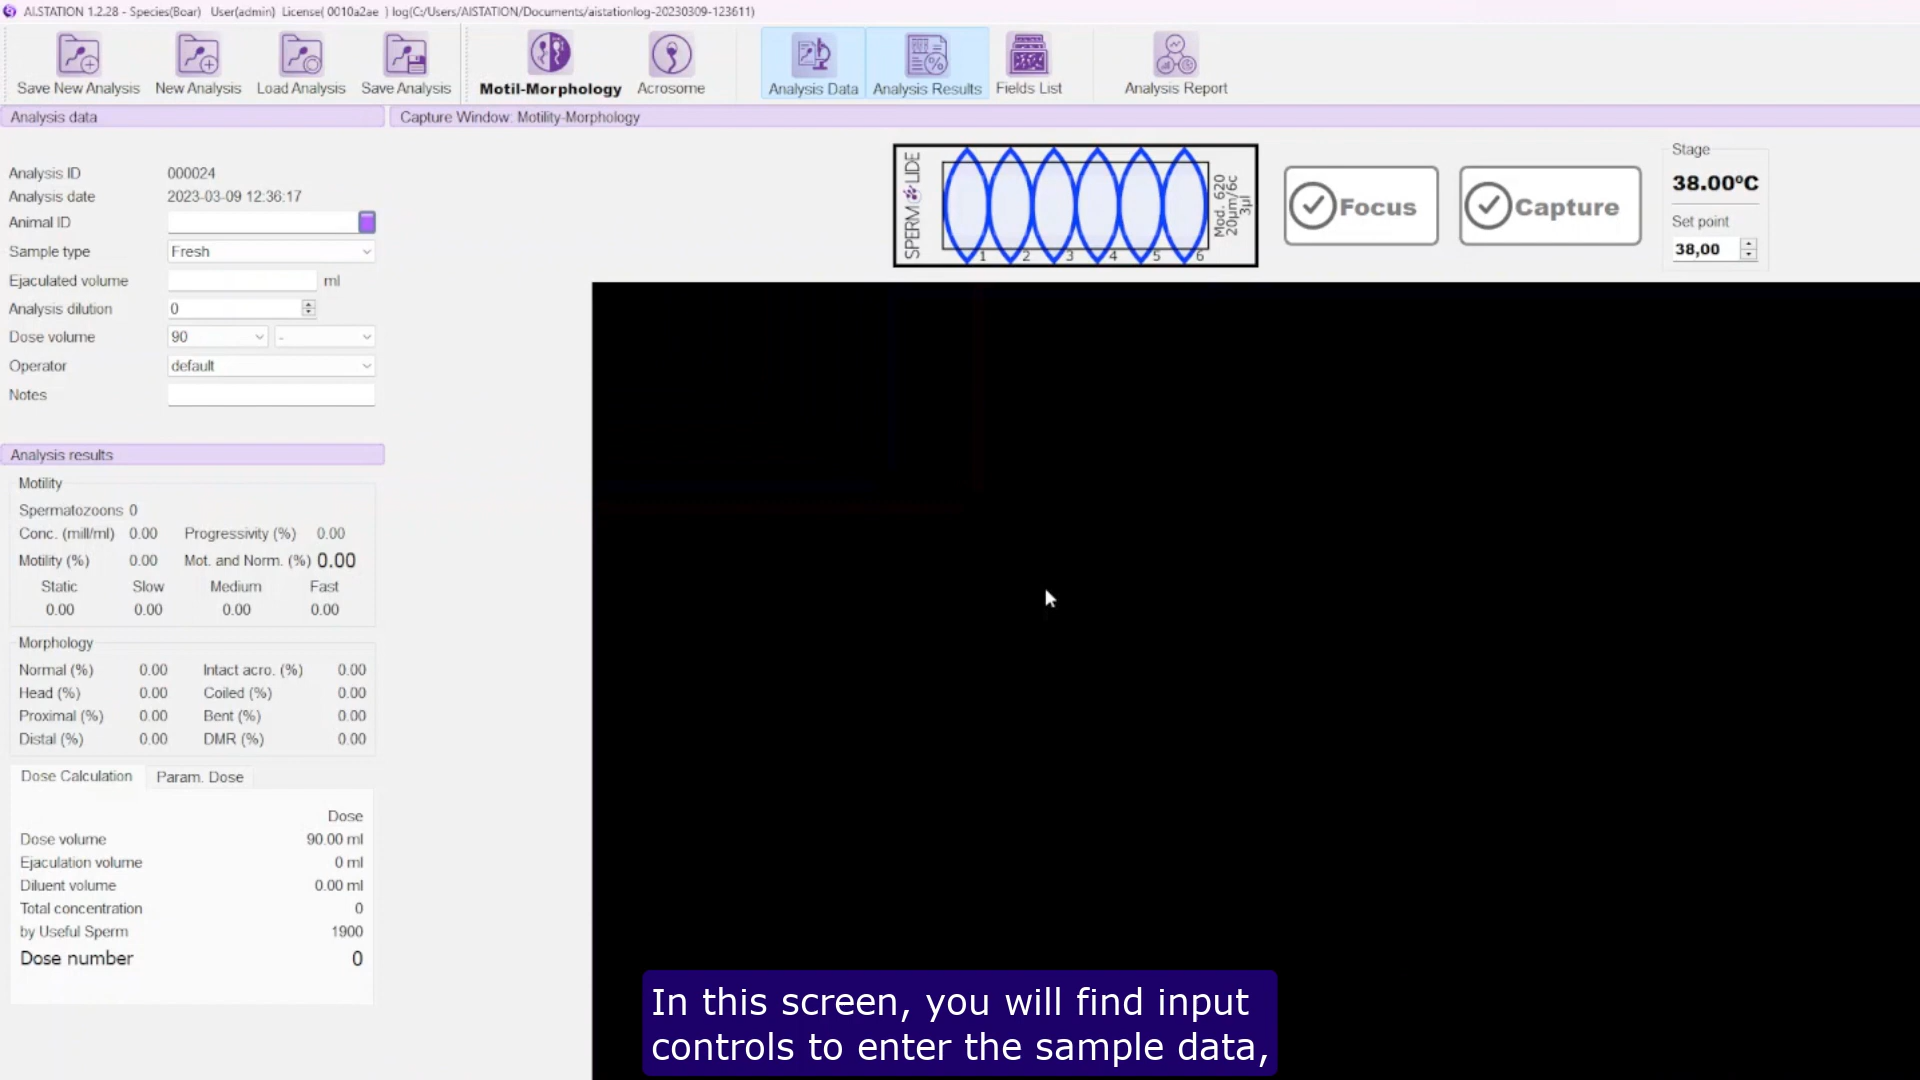 AI.STATION 1.2.28 - Species(Boar) User(admin) License( 0010a2ae ) log(C:/Users/AISTATION/Documents/aistationlog-20230309-123611)
Save New Analysis New Analysis Load Analysis Save Analysis Motil-Morphology Acrosome Analysis Data Analysis Results Fields List Analysis Report
Analysis data
Capture Window: Motility-Morphology
Analysis ID 000024
Analysis date 2023-03-09 12:36:17
Animal ID
Sample type Fresh
Ejaculated volume ml
Analysis dilution 0
Dose volume 90 -
Operator default
Notes
SPERM LIDE
1 2 3 4 5 6
Mod. 620
20µm/6c
3µl
Focus
Capture
Stage
38.00ºC
Set point
38,00
Analysis results
Motility
Spermatozoons 0
Conc. (mill/ml) 0.00 Progressivity (%) 0.00
Motility (%) 0.00 Mot. and Norm. (%) 0.00
Static Slow Medium Fast
0.00 0.00 0.00 0.00
Morphology
Normal (%) 0.00 Intact acro. (%) 0.00
Head (%) 0.00 Coiled (%) 0.00
Proximal (%) 0.00 Bent (%) 0.00
Distal (%) 0.00 DMR (%) 0.00
Dose Calculation Param. Dose
Dose
Dose volume 90.00 ml
Ejaculation volume 0 ml
Diluent volume 0.00 ml
Total concentration 0
by Useful Sperm 1900
Dose number 0
In this screen, you will find input
controls to enter the sample data,